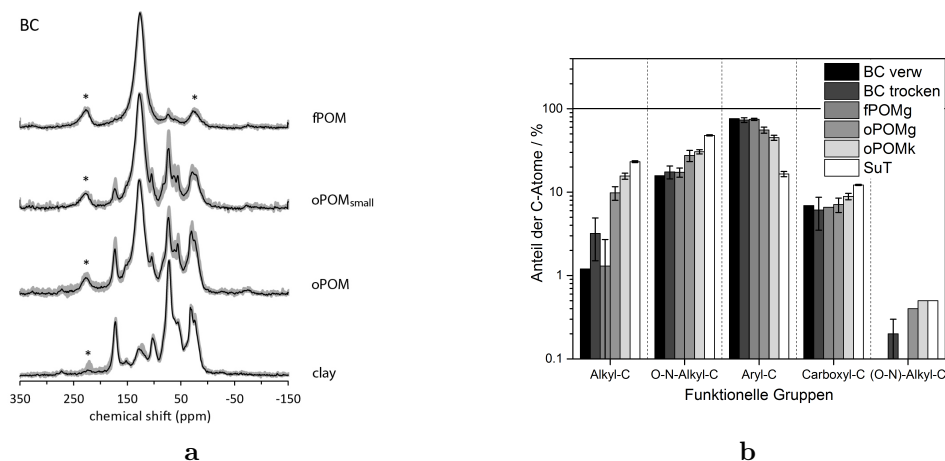 BC
*
*
fPOM
*
oPOMsmall
*
oPOM
*
clay
350
250
150
50
-50
-150
chemical shift (ppm)
a
Anteil der C-Atome / %
100
10
1
0.1
BC verw
BC trocken
fPOMg
oPOMg
oPOMk
SuT
Alkyl-C
O-N-Alkyl-C
Aryl-C
Carboxyl-C
(O-N)-Alkyl-C
Funktionelle Gruppen
b